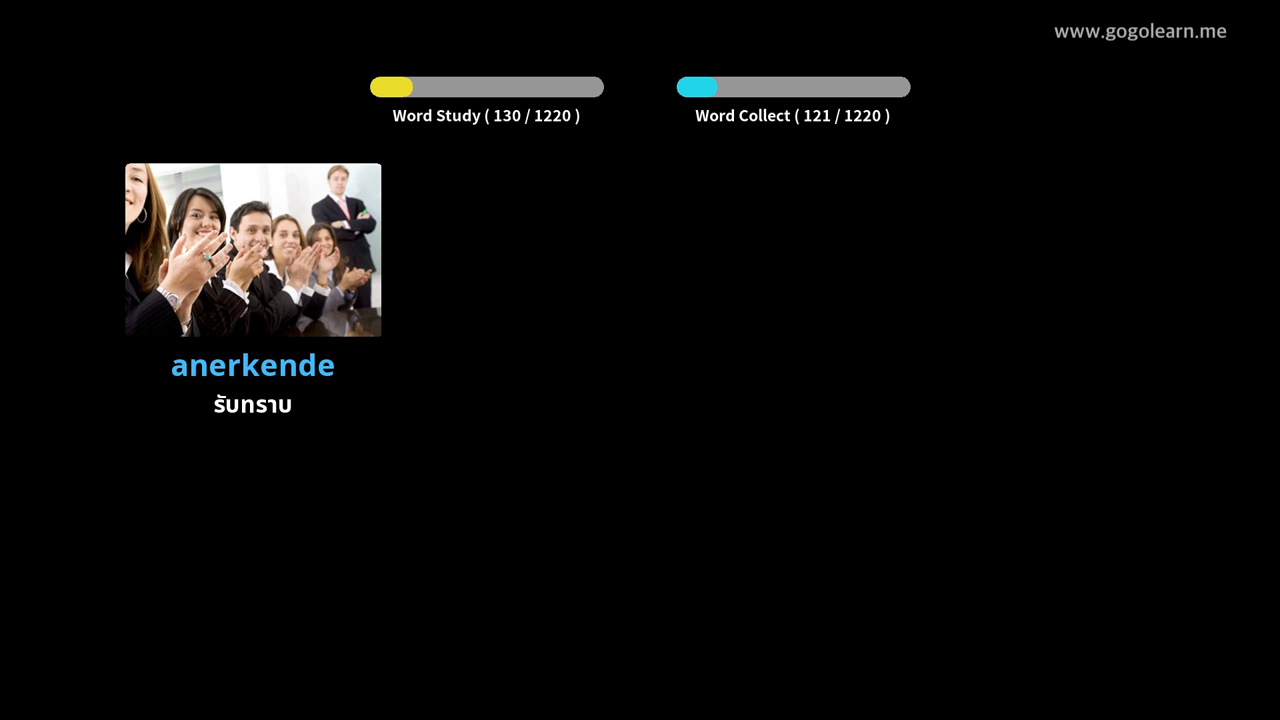 www.gogolearn.me
Word Study ( 130 / 1220 )
Word Collect ( 121 / 1220 )
anerkende
รับทราบ